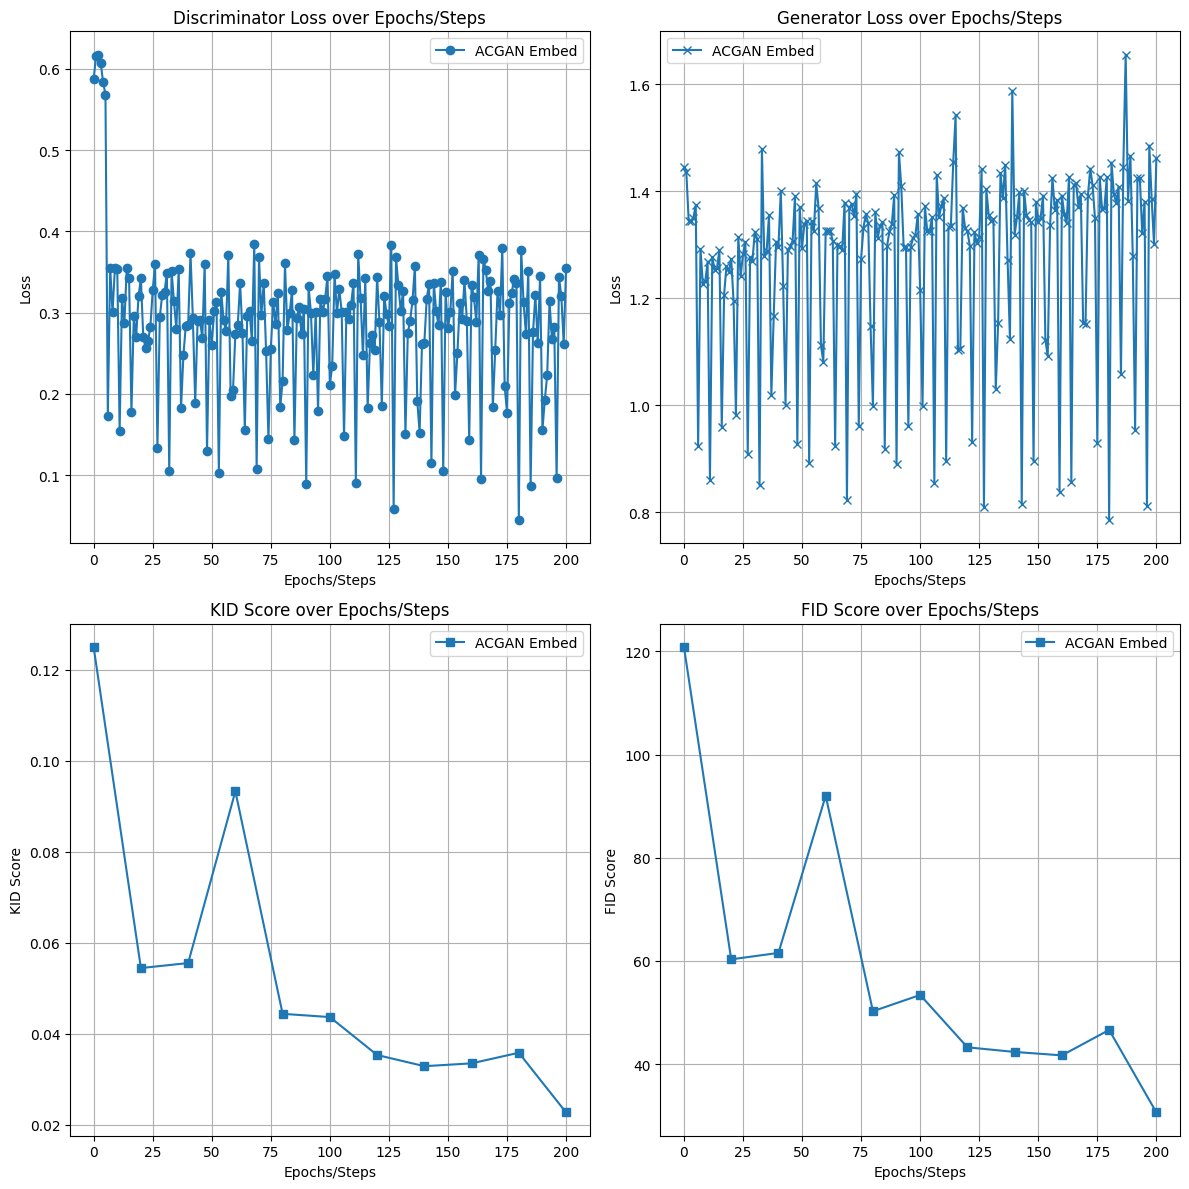 Discriminator Loss over Epochs/Steps
ACGAN Embed
Loss
0.6
0.5
0.4
0.3
0.2
0.1
0 25 50 75 100 125 150 175 200
Epochs/Steps
Generator Loss over Epochs/Steps
ACGAN Embed
Loss
1.6
1.4
1.2
1.0
0.8
0 25 50 75 100 125 150 175 200
Epochs/Steps
KID Score over Epochs/Steps
ACGAN Embed
KID Score
0.12
0.10
0.08
0.06
0.04
0.02
0 25 50 75 100 125 150 175 200
Epochs/Steps
FID Score over Epochs/Steps
ACGAN Embed
FID Score
120
100
80
60
40
0 25 50 75 100 125 150 175 200
Epochs/Steps